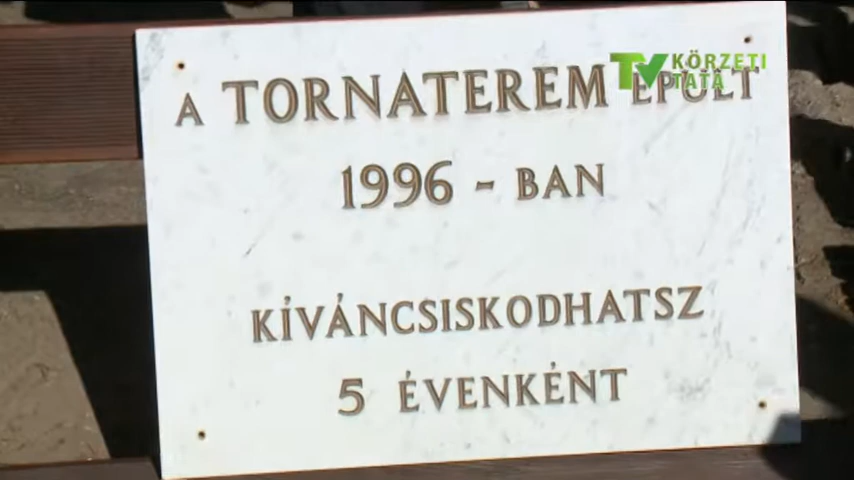 A TORNATEREM ÉPÜLT
1996 - BAN
KÍVÁNCSISKODHATSZ
5 ÉVENKÉNT
TV KÖRZETI
TATA